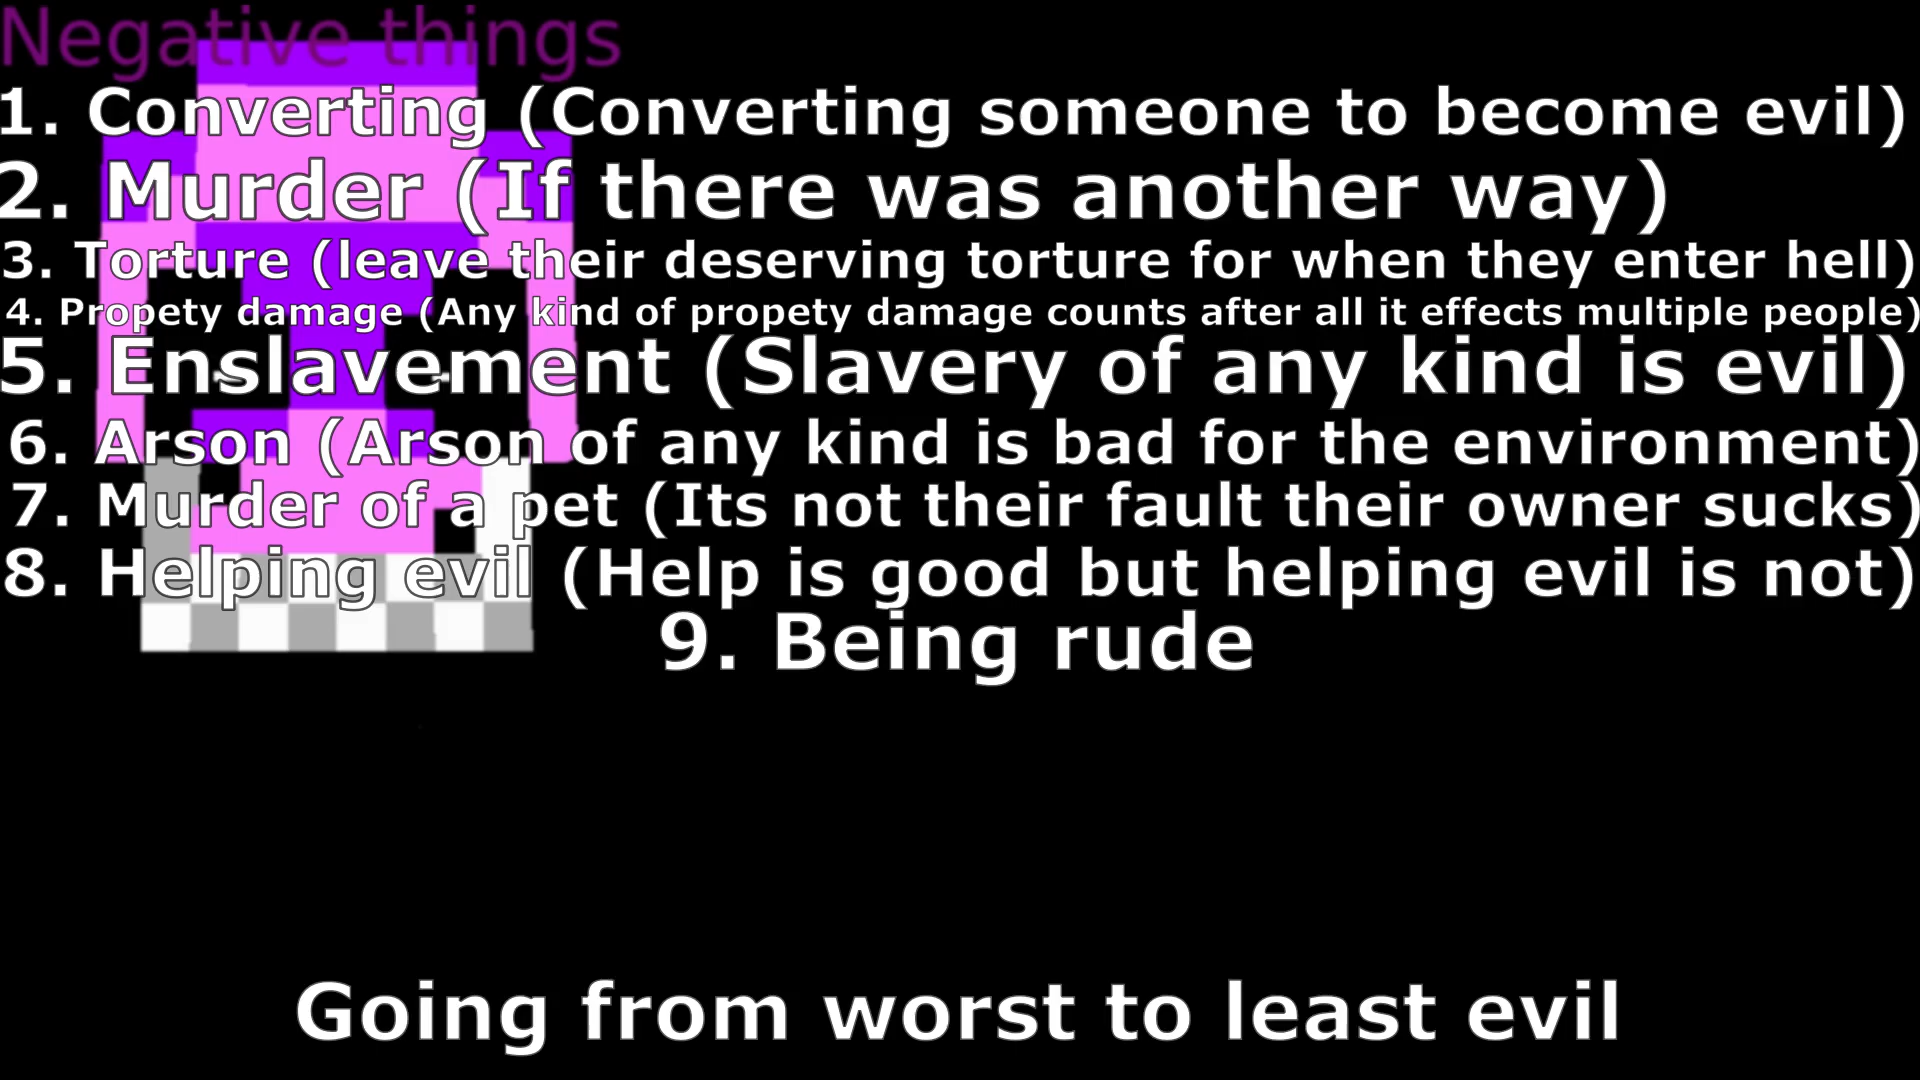 Negative things
1. Converting (Converting someone to become evil)
2. Murder (If there was another way)
3. Torture (leave their deserving torture for when they enter hell)
4. Propety damage (Any kind of propety damage counts after all it effects multiple people)
5. Enslavement (Slavery of any kind is evil)
6. Arson (Arson of any kind is bad for the environment)
7. Murder of a pet (Its not their fault their owner sucks)
8. Helping evil (Help is good but helping evil is not)
9. Being rude
Going from worst to least evil